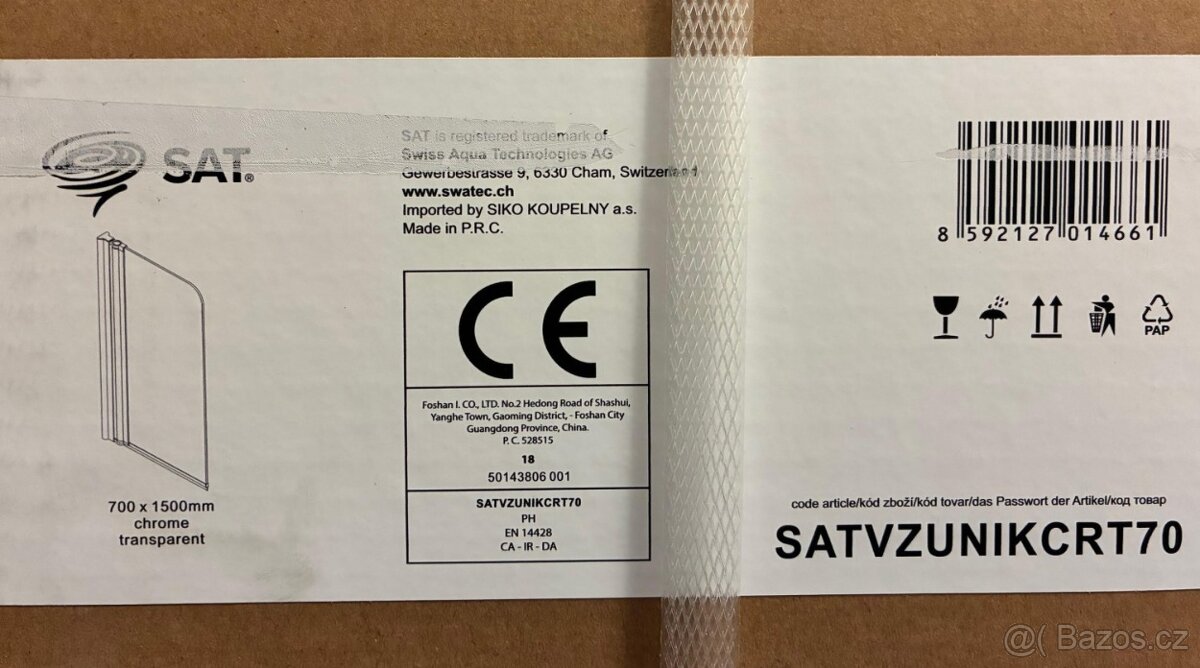 SAT®
SAT is registered trademark of
Swiss Aqua Technologies AG
Gewerbestrasse 9, 6330 Cham, Switzerland
www.swatec.ch
Imported by SIKO KOUPELNY a.s.
Made in P.R.C.
8 592127 014661
PAP
CE
Foshan I. CO., LTD. No.2 Hedong Road of Shashui,
Yanghe Town, Gaoming District, - Foshan City
Guangdong Province, China.
P. C. 528515
18
50143806 001
SATVZUNIKCRT70
PH
EN 14428
CA - IR - DA
700 x 1500mm
chrome
transparent
code article/kód zboží/kód tovar/das Passwort der Artikel/код товар
SATVZUNIKCRT70
@( Bazos.cz